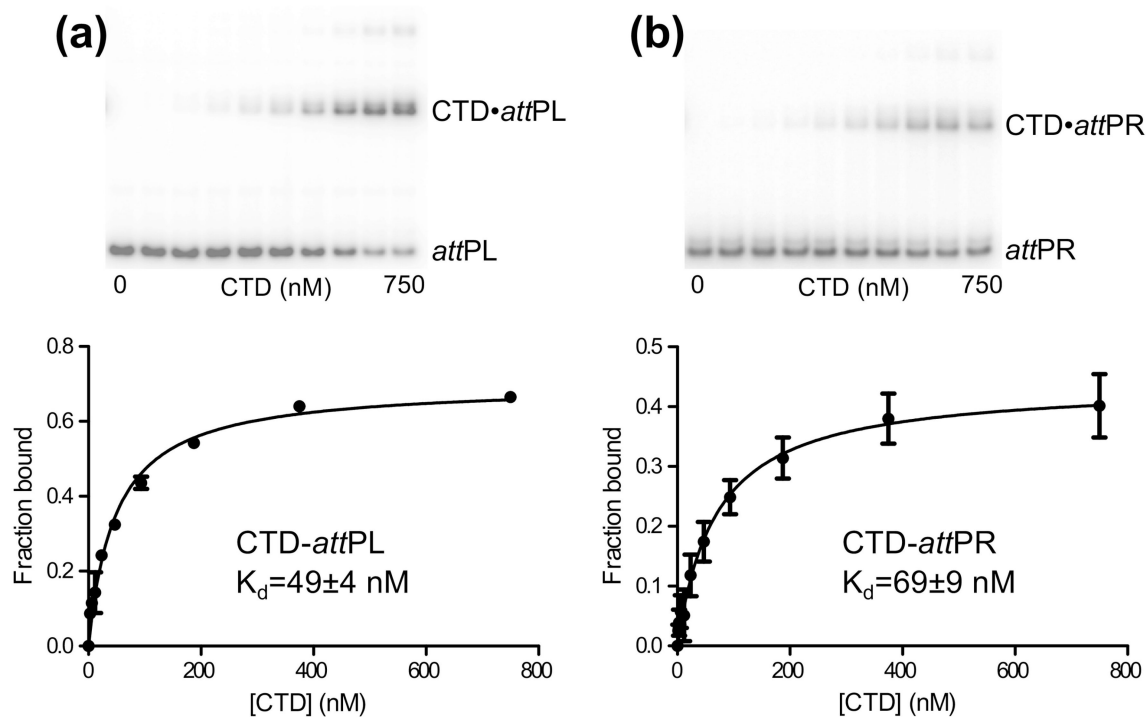 (a)
CTD•attPL
attPL
0 CTD (nM) 750
0.8
0.6
0.4
0.2
0.0
Fraction bound
CTD-attPL
Kd=49±4 nM
0 200 400 600 800
[CTD] (nM)
(b)
CTD•attPR
attPR
0 CTD (nM) 750
0.5
0.4
0.3
0.2
0.1
0.0
Fraction bound
CTD-attPR
Kd=69±9 nM
0 200 400 600 800
[CTD] (nM)